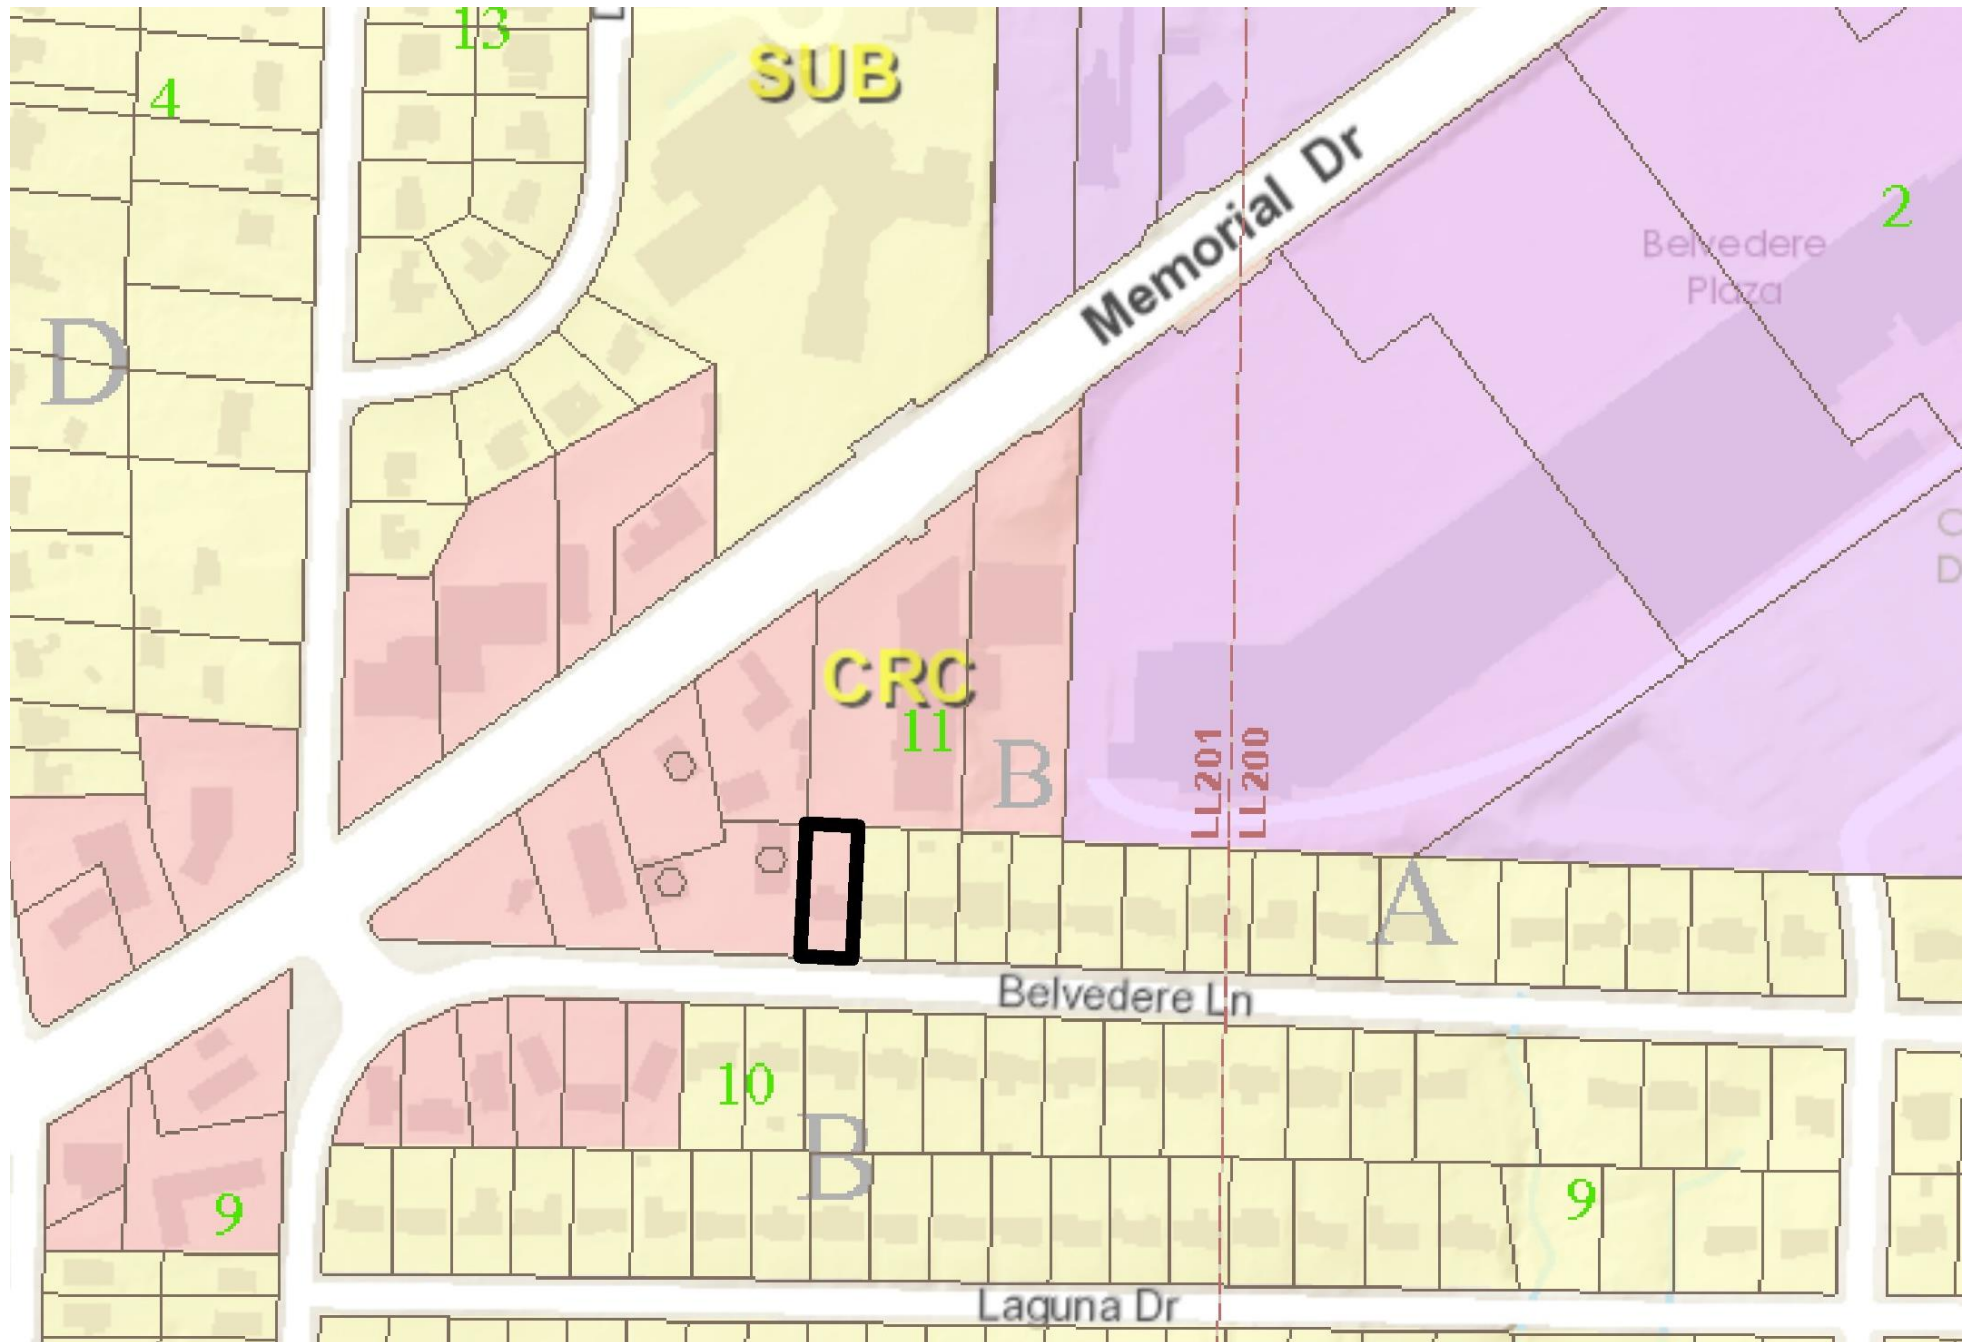 13
SUB
4
Memorial Dr
2
Belvedere
Plaza
D
C
D
CRC
11
B
LL201
LL200
A
Belvedere Ln
10
B
9
9
Laguna Dr